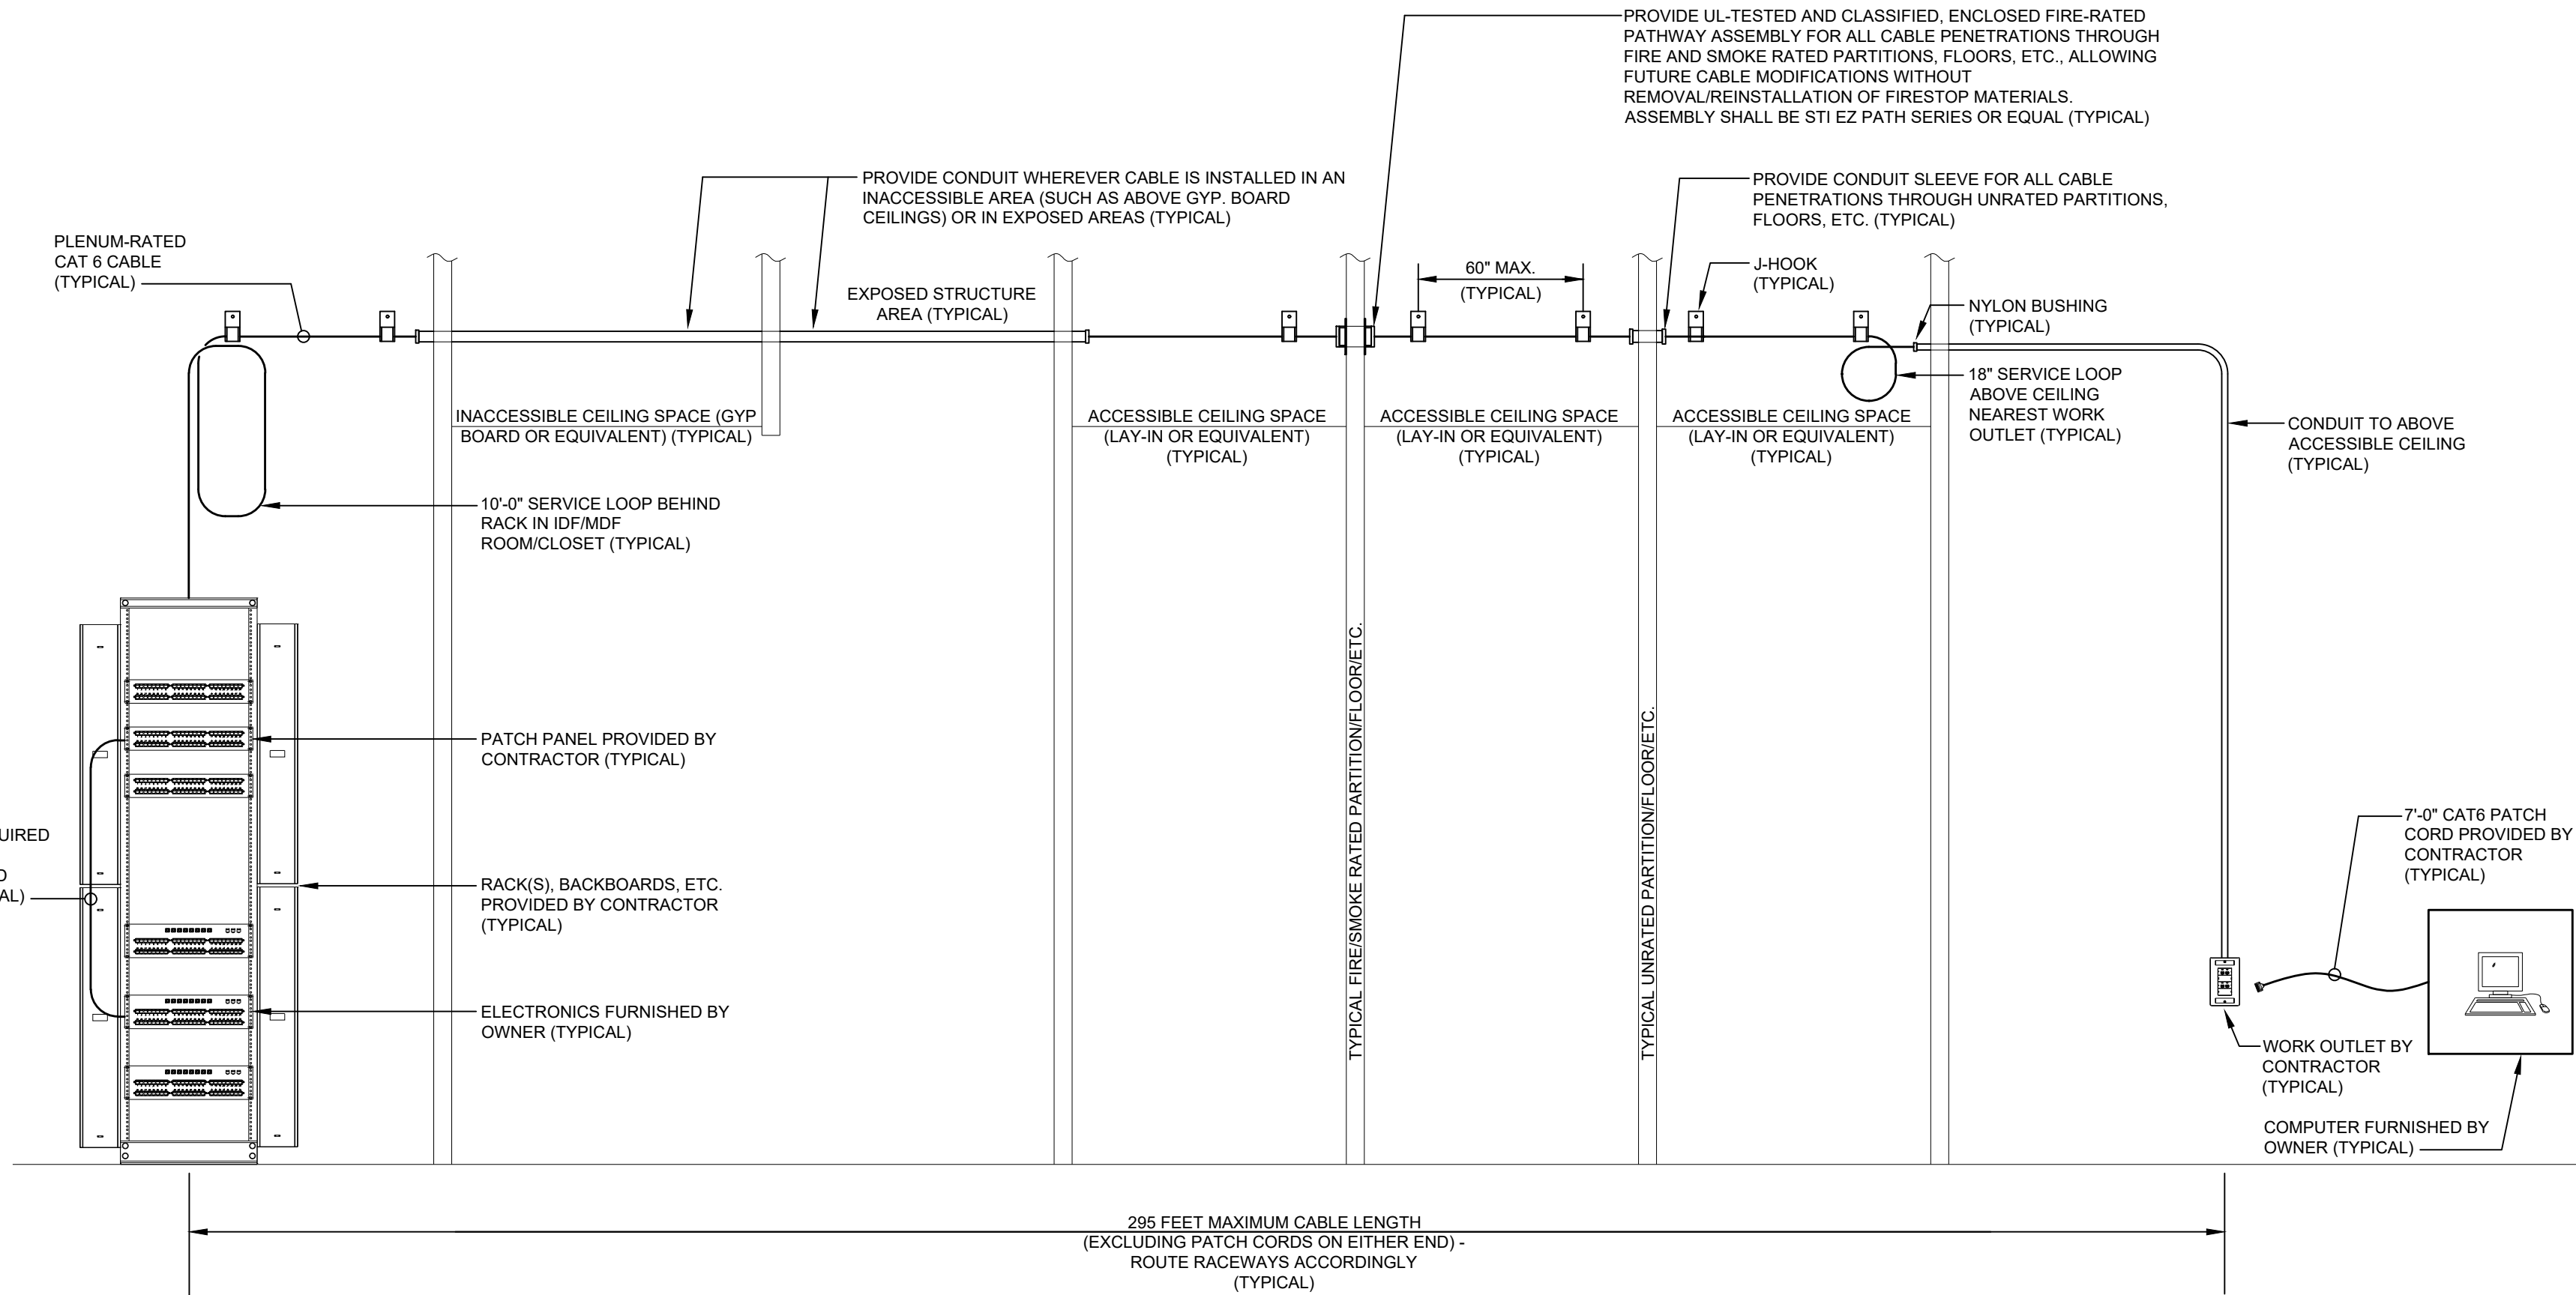 PROVIDE UL-TESTED AND CLASSIFIED, ENCLOSED FIRE-RATED
PATHWAY ASSEMBLY FOR ALL CABLE PENETRATIONS THROUGH
FIRE AND SMOKE RATED PARTITIONS, FLOORS, ETC., ALLOWING
FUTURE CABLE MODIFICATIONS WITHOUT
REMOVAL/REINSTALLATION OF FIRESTOP MATERIALS.
ASSEMBLY SHALL BE STI EZ PATH SERIES OR EQUAL (TYPICAL)
PROVIDE CONDUIT WHEREVER CABLE IS INSTALLED IN AN
INACCESSIBLE AREA (SUCH AS ABOVE GYP. BOARD
CEILINGS) OR IN EXPOSED AREAS (TYPICAL)
PROVIDE CONDUIT SLEEVE FOR ALL CABLE
PENETRATIONS THROUGH UNRATED PARTITIONS,
FLOORS, ETC. (TYPICAL)
PLENUM-RATED
CAT 6 CABLE
(TYPICAL)
EXPOSED STRUCTURE
AREA (TYPICAL)
60" MAX.
(TYPICAL)
J-HOOK
(TYPICAL)
NYLON BUSHING
(TYPICAL)
18" SERVICE LOOP
ABOVE CEILING
NEAREST WORK
OUTLET (TYPICAL)
INACCESSIBLE CEILING SPACE (GYP
BOARD OR EQUIVALENT) (TYPICAL)
ACCESSIBLE CEILING SPACE
(LAY-IN OR EQUIVALENT)
(TYPICAL)
ACCESSIBLE CEILING SPACE
(LAY-IN OR EQUIVALENT)
(TYPICAL)
ACCESSIBLE CEILING SPACE
(LAY-IN OR EQUIVALENT)
(TYPICAL)
CONDUIT TO ABOVE
ACCESSIBLE CEILING
(TYPICAL)
10'-0" SERVICE LOOP BEHIND
RACK IN IDF/MDF
ROOM/CLOSET (TYPICAL)
PATCH PANEL PROVIDED BY
CONTRACTOR (TYPICAL)
TYPICAL FIRE/SMOKE RATED PARTITION/FLOOR/ETC.
TYPICAL UNRATED PARTITION/FLOOR/ETC.
UIRED
D
AL)
RACK(S), BACKBOARDS, ETC.
PROVIDED BY CONTRACTOR
(TYPICAL)
7'-0" CAT6 PATCH
CORD PROVIDED BY
CONTRACTOR
(TYPICAL)
ELECTRONICS FURNISHED BY
OWNER (TYPICAL)
WORK OUTLET BY
CONTRACTOR
(TYPICAL)
COMPUTER FURNISHED BY
OWNER (TYPICAL)
295 FEET MAXIMUM CABLE LENGTH
(EXCLUDING PATCH CORDS ON EITHER END) -
ROUTE RACEWAYS ACCORDINGLY
(TYPICAL)